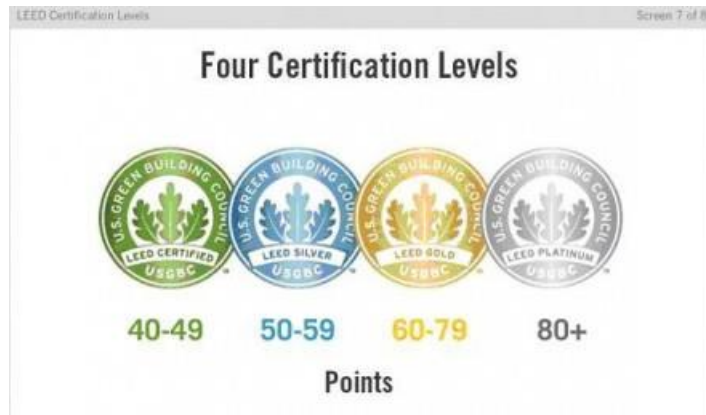 LEED Certification Levels
Screen 7 of 8
Four Certification Levels
U.S. GREEN BUILDING COUNCIL
LEED CERTIFIED
USGBC
U.S. GREEN BUILDING COUNCIL
LEED SILVER
USGBC
U.S. GREEN BUILDING COUNCIL
LEED GOLD
USGBC
U.S. GREEN BUILDING COUNCIL
LEED PLATINUM
USGBC
40-49
50-59
60-79
80+
Points